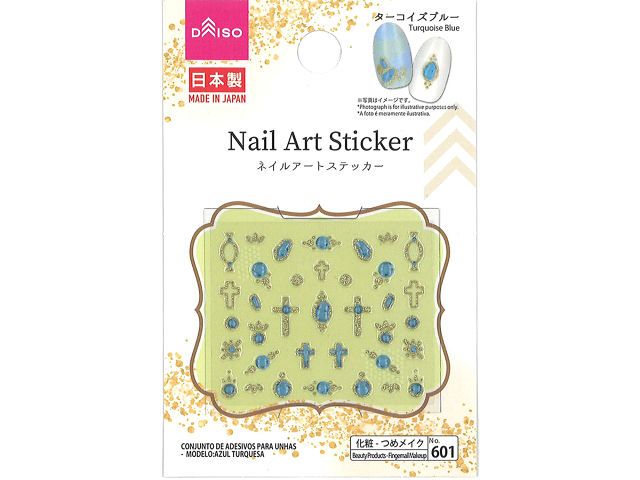 DAISO
日本製
MADE IN JAPAN
ターコイズブルー
Turquoise Blue
※写真はイメージです。
*Photograph is for illustrative purposes only.
*A foto é meramente ilustrativa.
Nail Art Sticker
ネイルアートステッカー
CONJUNTO DE ADESIVOS PARA UNHAS
- MODELO:AZUL TURQUESA
化粧 - つめメイク
Beauty Products - Fingernail Makeup
No.
601